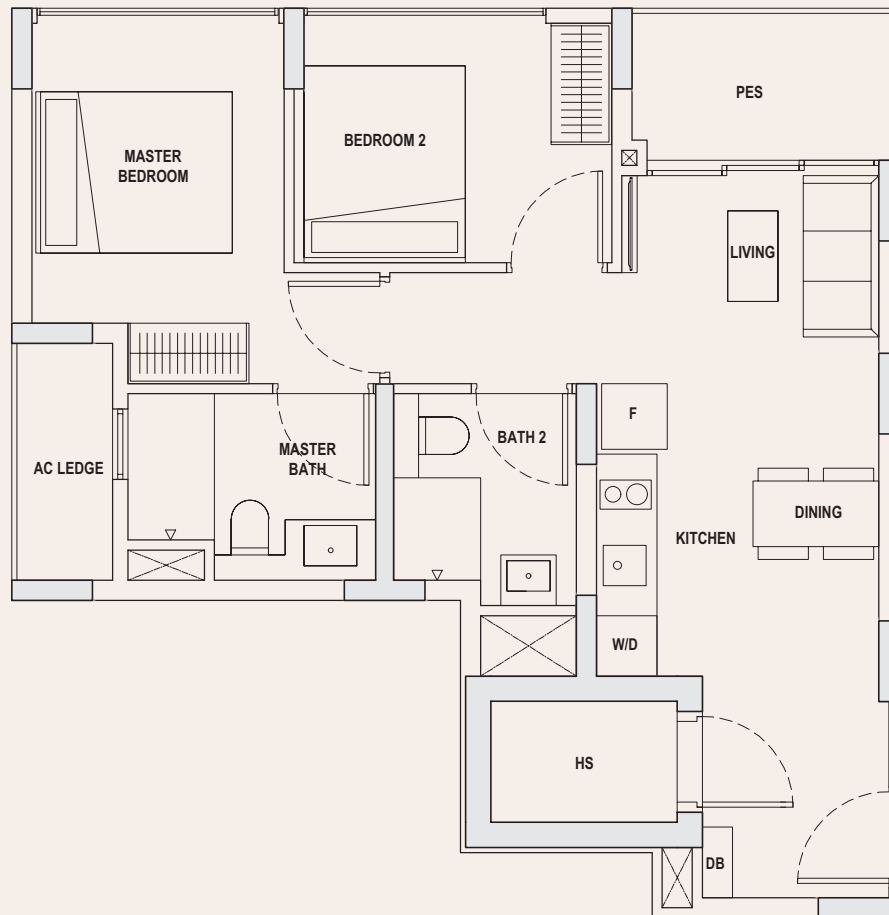 PES
MASTER
BEDROOM
BEDROOM 2
LIVING
F
MASTER
BATH
BATH 2
AC LEDGE
DINING
KITCHEN
W/D
HS
DB